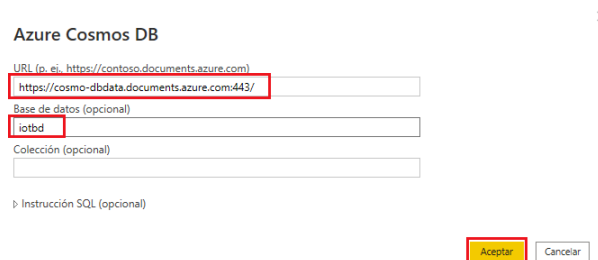 Azure Cosmos DB
URL (p. ej., https://contoso.documents.azure.com)
https://cosmo-dbdata.documents.azure.com:443/
Base de datos (opcional)
iotbd
Colección (opcional)
▷ Instrucción SQL (opcional)
Aceptar Cancelar